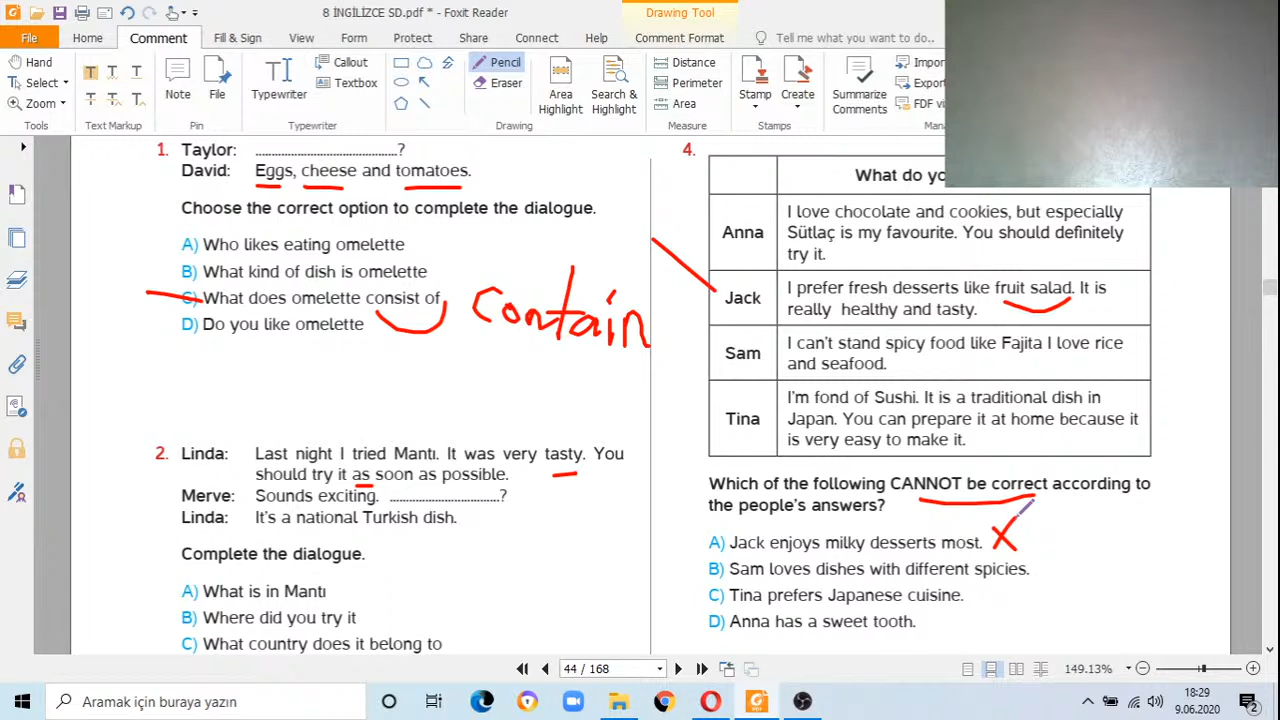 8 İNGİLİZCE SD.pdf * - Foxit Reader
Drawing Tool
File
Home
Comment
Fill & Sign
View
Form
Protect
Share
Connect
Help
Comment Format
Tell me what you want to do..
Hand
Select
Zoom
Tools
Text Markup
Note
File
Pin
Typewriter
Callout
Textbox
Typewriter
Pencil
Eraser
Drawing
Area Highlight
Search & Highlight
Distance
Perimeter
Area
Measure
Stamp
Create
Stamps
Summarize Comments
Import
Export
FDF vi
Man
1. Taylor: ..........................................?
David: Eggs, cheese and tomatoes.
Choose the correct option to complete the dialogue.
A) Who likes eating omelette
B) What kind of dish is omelette
C) What does omelette consist of
D) Do you like omelette
contain
2. Linda: Last night I tried Mantı. It was very tasty. You
should try it as soon as possible.
Merve: Sounds exciting. ................................?
Linda: It's a national Turkish dish.
Complete the dialogue.
A) What is in Mantı
B) Where did you try it
C) What country does it belong to
4.
What do yo
Anna
I love chocolate and cookies, but especially
Sütlaç is my favourite. You should definitely
try it.
Jack
I prefer fresh desserts like fruit salad. It is
really healthy and tasty.
Sam
I can't stand spicy food like Fajita I love rice
and seafood.
Tina
I'm fond of Sushi. It is a traditional dish in
Japan. You can prepare it at home because it
is very easy to make it.
Which of the following CANNOT be correct according to
the people's answers?
A) Jack enjoys milky desserts most. X
B) Sam loves dishes with different spicies.
C) Tina prefers Japanese cuisine.
D) Anna has a sweet tooth.
44 / 168
149.13%
Aramak için buraya yazın
18:29
9.06.2020
2